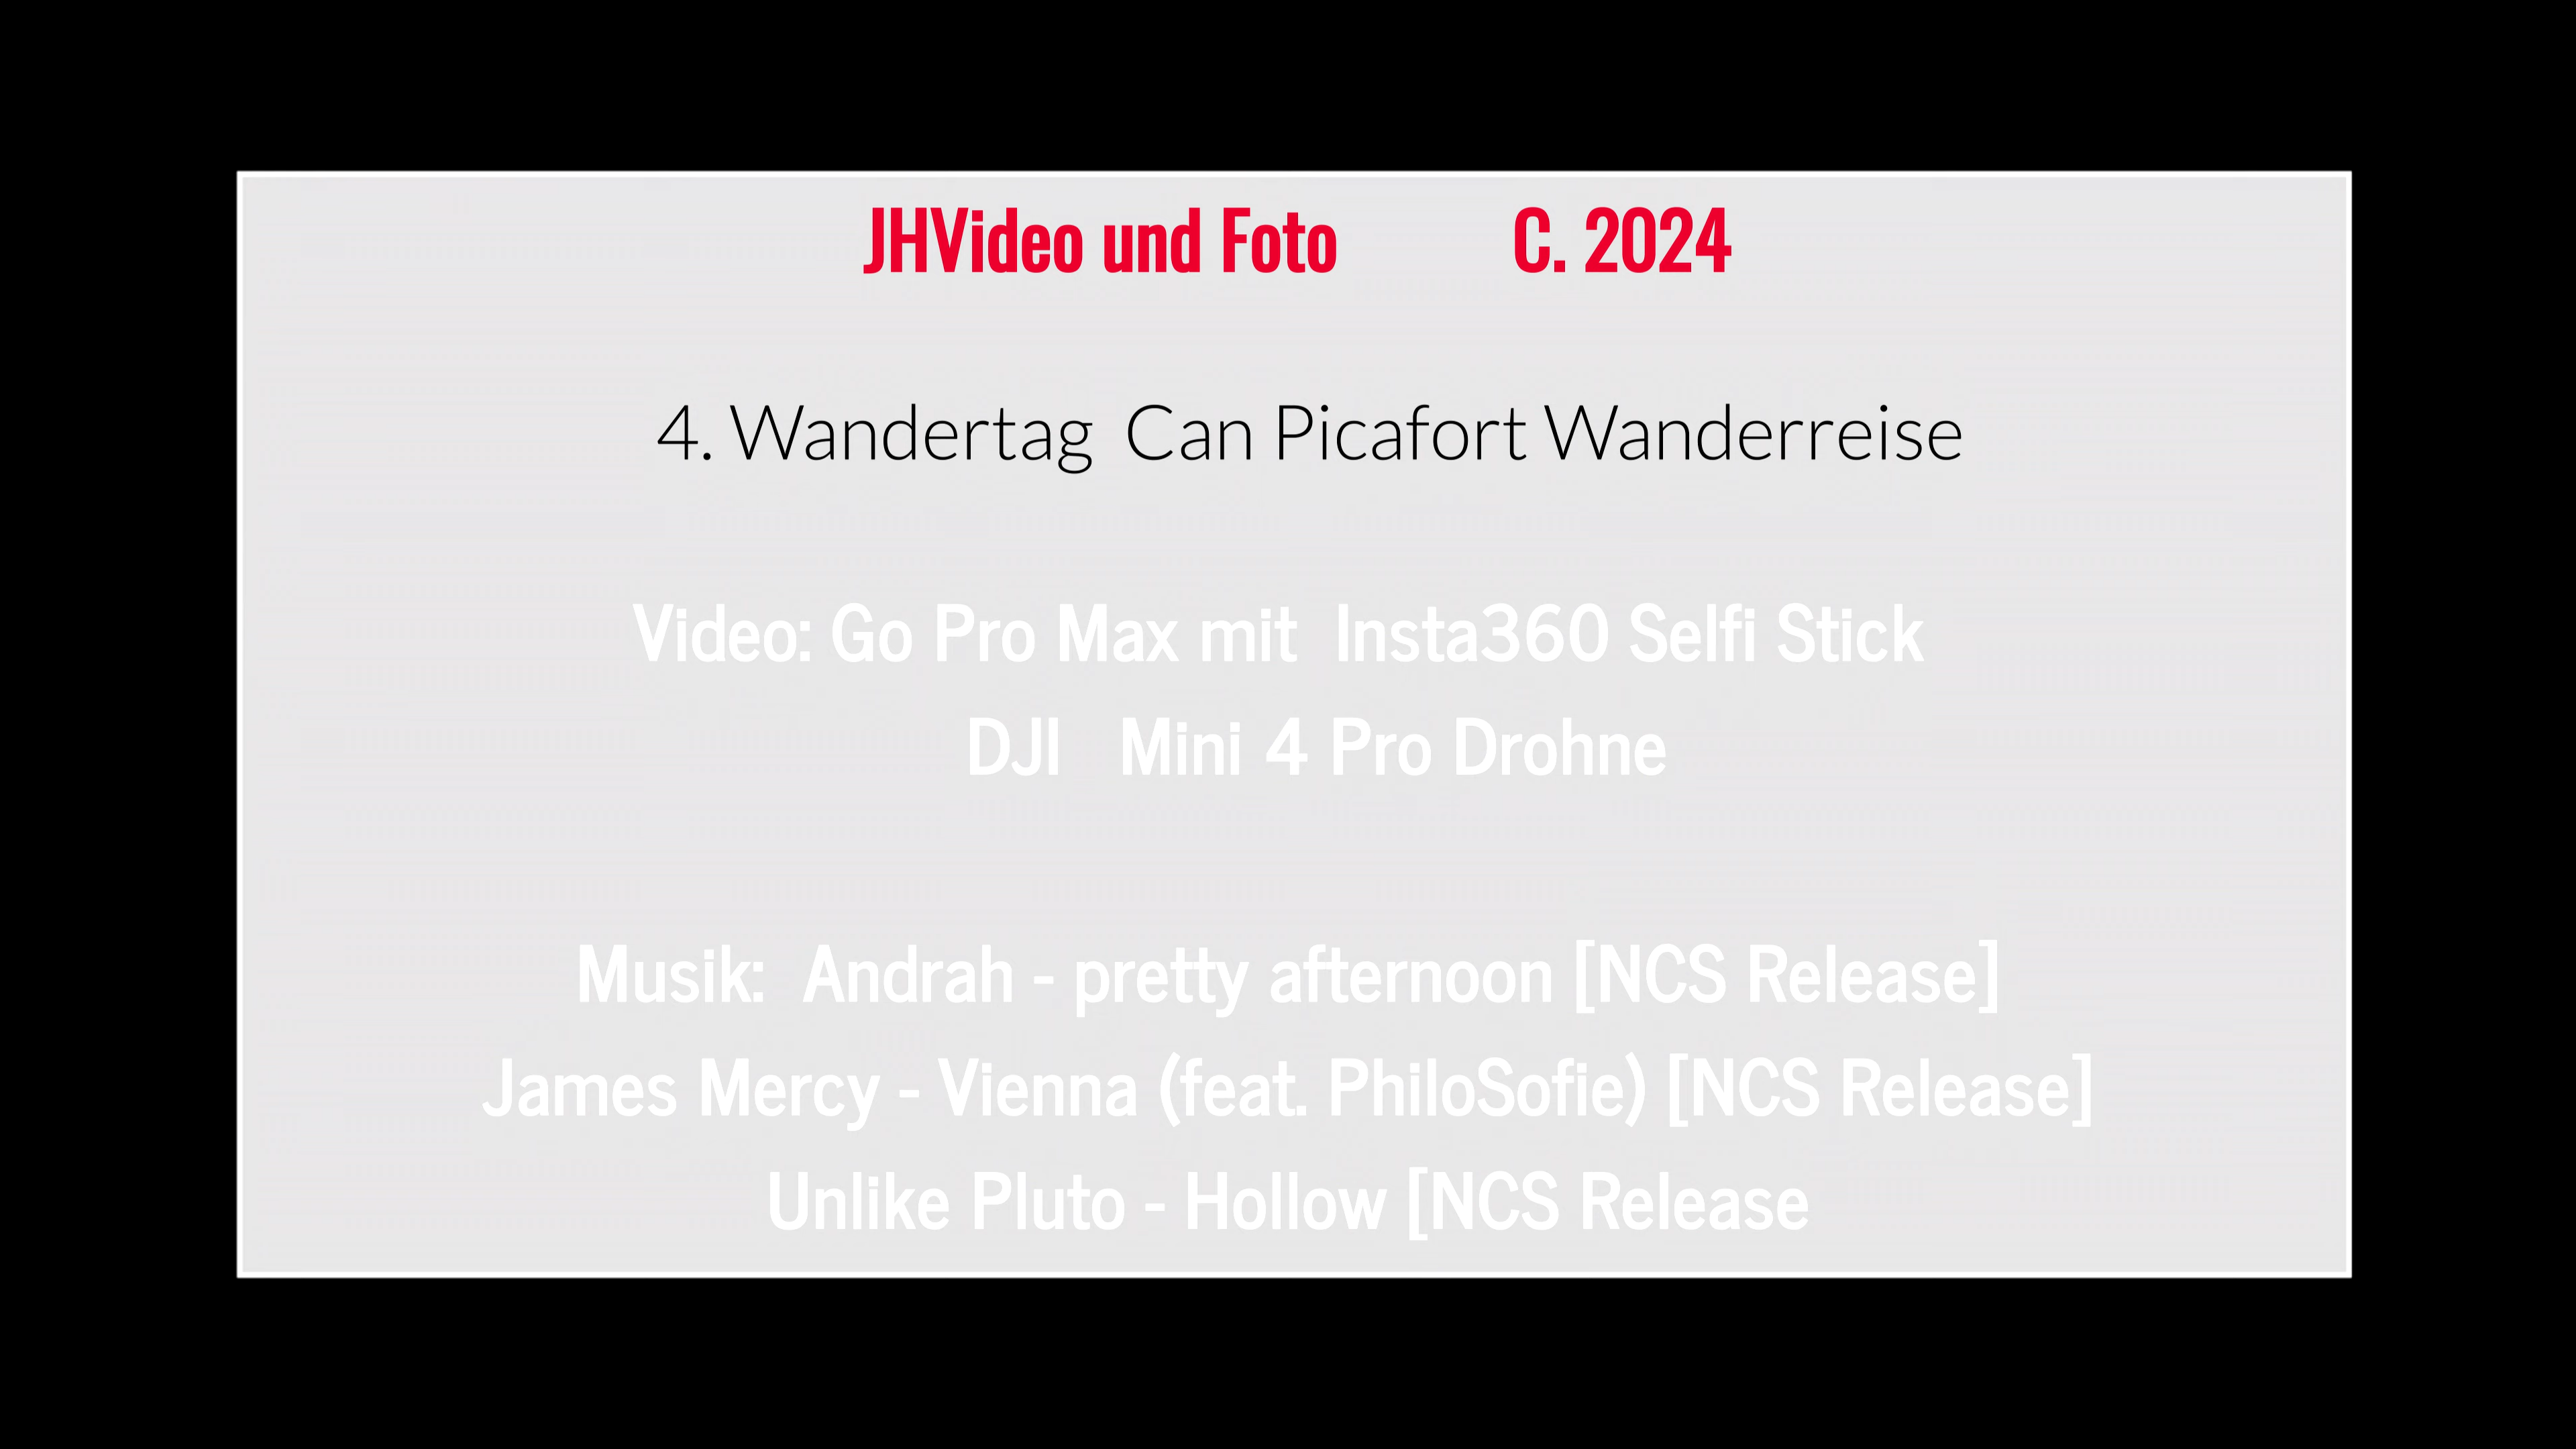 JHVideo und Foto C. 2024
4. Wandertag Can Picafort Wanderreise
Video: Go Pro Max mit Insta360 Selfi Stick
DJI Mini 4 Pro Drohne
Musik: Andrah - pretty afternoon [NCS Release]
James Mercy - Vienna (feat. PhiloSofie) [NCS Release]
Unlike Pluto - Hollow [NCS Release